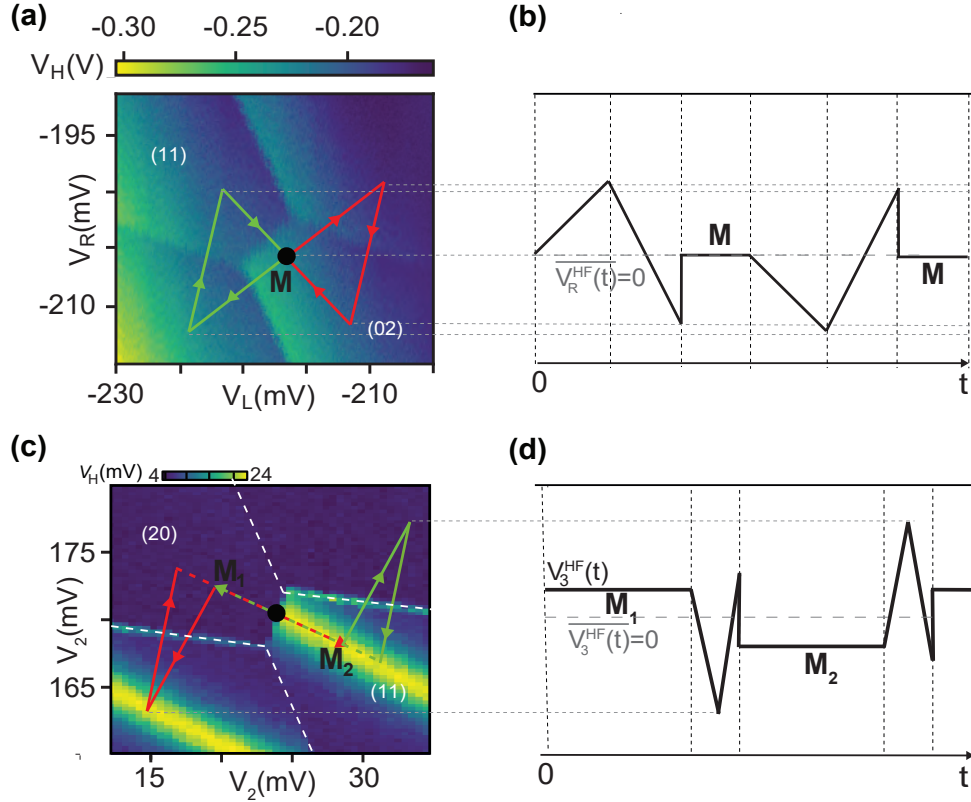 (a)
-0.30 -0.25 -0.20
V_H(V)
-195
-210
V_R(mV)
(11)
M
(02)
-230 -210
V_L(mV)
(b)
M
V_R^HF(t)=0
M
0 t
(c)
V_H(mV) 4 24
175
165
V_2(mV)
(20)
M_1
M_2
(11)
15 30
V_2(mV)
(d)
V_3^HF(t)
M_1
V_3^HF(t)=0
M_2
0 t